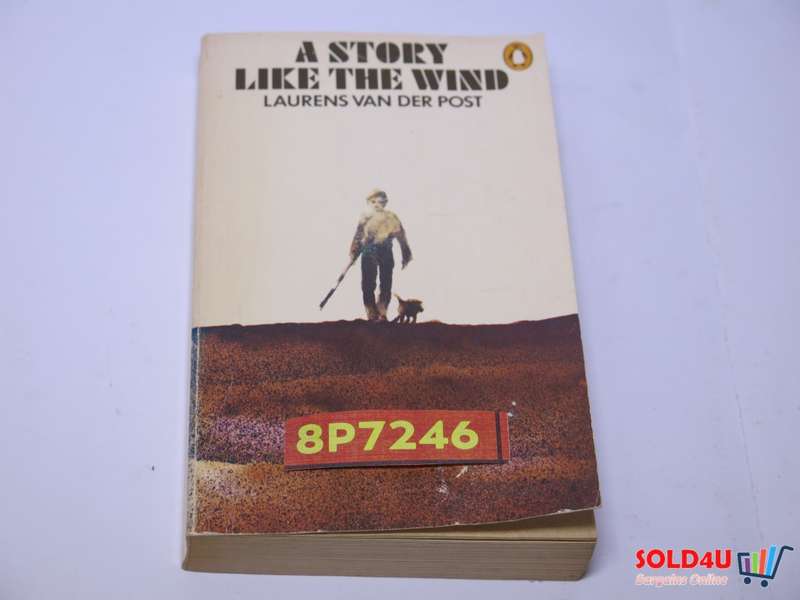 A STORY
LIKE THE WIND
LAURENS VAN DER POST
8P7246
SOLD4U
Bargains Online